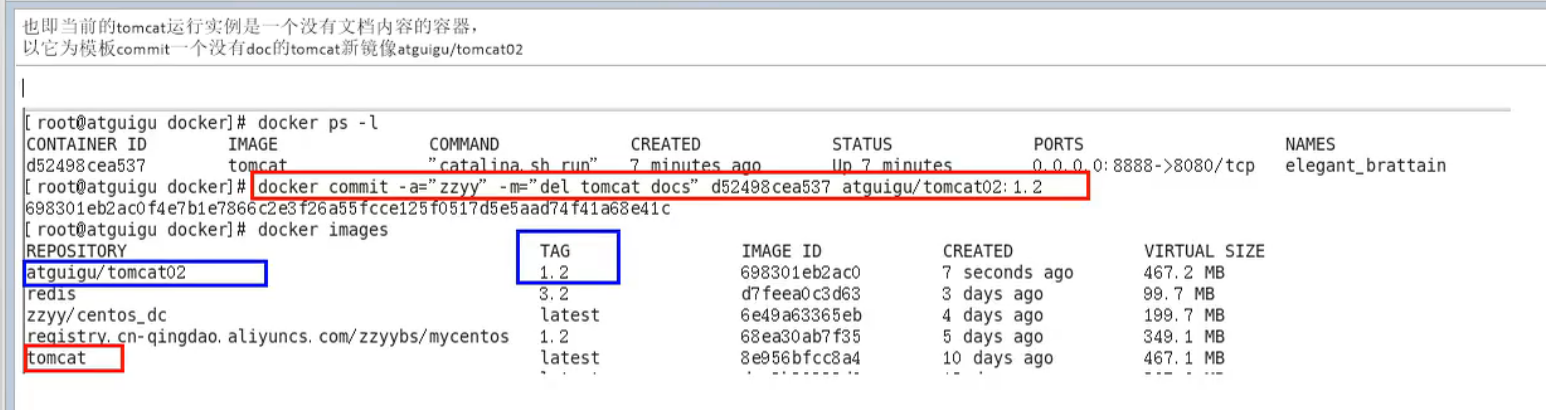 也即当前的tomcat运行实例是一个没有文档内容的容器，
以它为模板commit一个没有doc的tomcat新镜像atguigu/tomcat02
[root@atguigu docker]# docker ps -l
CONTAINER ID IMAGE COMMAND CREATED STATUS PORTS NAMES
d52498cea537 tomcat "catalina.sh run" 7 minutes ago Up 7 minutes 0.0.0.0:8888->8080/tcp elegant_brattain
[root@atguigu docker]# docker commit -a="zzyy" -m="del tomcat docs" d52498cea537 atguigu/tomcat02:1.2
698301eb2ac0f4e7b1e7866c2e3f26a55fcce125f0517d5e5aad74f41a68e41c
[root@atguigu docker]# docker images
REPOSITORY TAG IMAGE ID CREATED VIRTUAL SIZE
atguigu/tomcat02 1.2 698301eb2ac0 7 seconds ago 467.2 MB
redis 3.2 d7feea0c3d63 3 days ago 99.7 MB
zzyy/centos_dc latest 6e49a63365eb 4 days ago 199.7 MB
registry.cn-qingdao.aliyuncs.com/zzyybs/mycentos 1.2 68ea30ab7f35 5 days ago 349.1 MB
tomcat latest 8e956bfcc8a4 10 days ago 467.1 MB